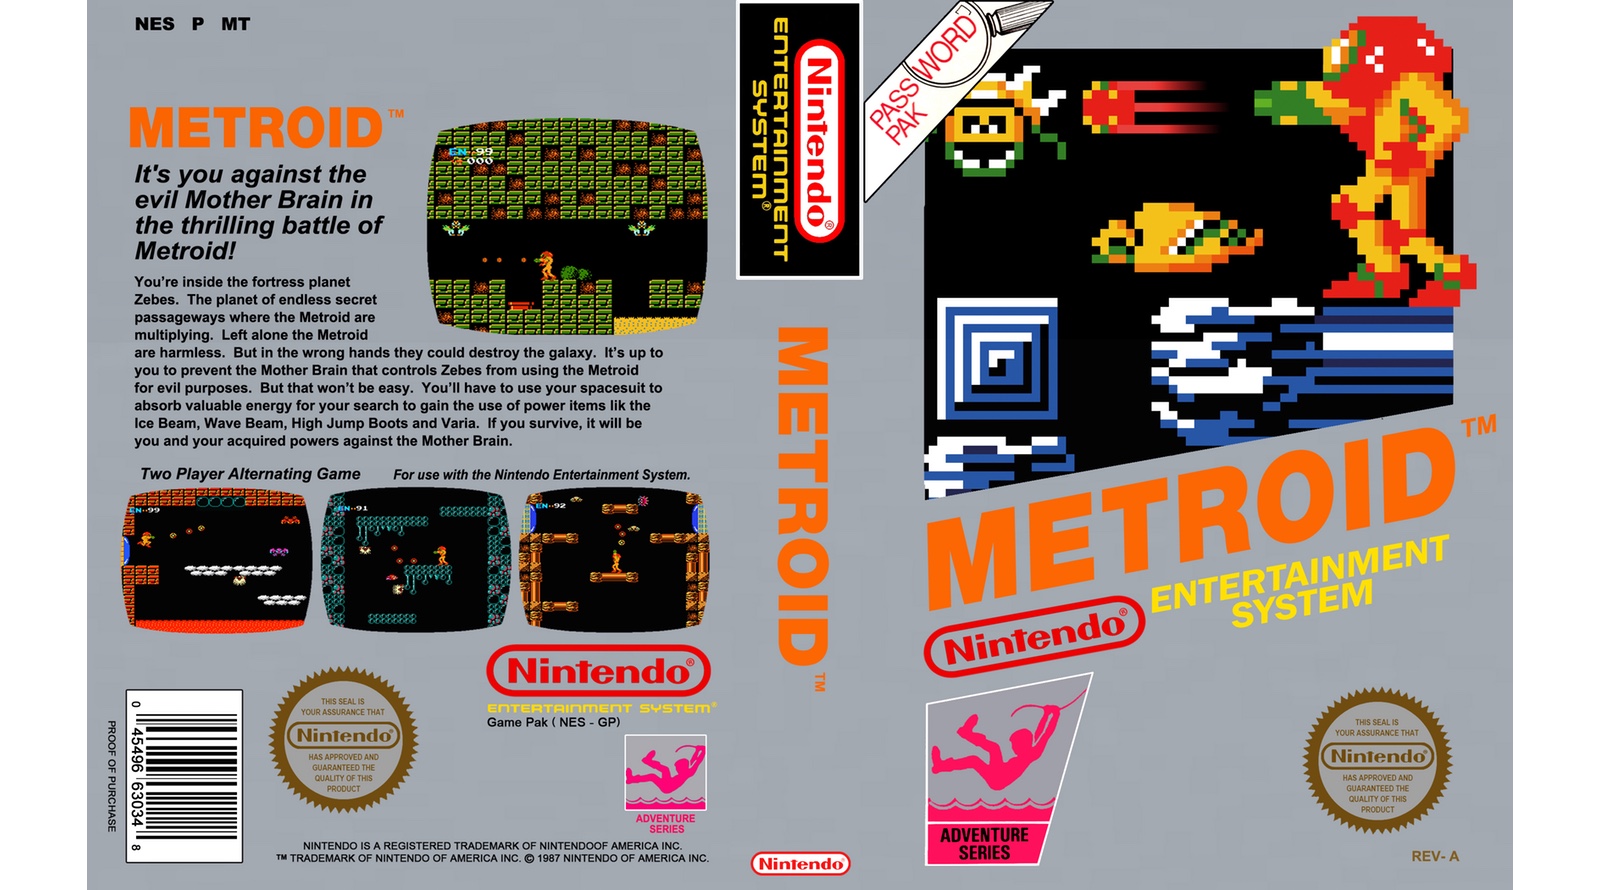 NES P MT
METROID™
It's you against the
evil Mother Brain in
the thrilling battle of
Metroid!
You're inside the fortress planet
Zebes. The planet of endless secret
passageways where the Metroid are
multiplying. Left alone the Metroid
are harmless. But in the wrong hands they could destroy the galaxy. It's up to
you to prevent the Mother Brain that controls Zebes from using the Metroid
for evil purposes. But that won't be easy. You'll have to use your spacesuit to
absorb valuable energy for your search to gain the use of power items like the
Ice Beam, Wave Beam, High Jump Boots and Varia. If you survive, it will be
you and your acquired powers against the Mother Brain.
EN··99
000
Two Player Alternating Game
For use with the Nintendo Entertainment System.
EN··99
EN··91
EN··92
Nintendo®
ENTERTAINMENT SYSTEM®
Game Pak ( NES - GP)
ADVENTURE
SERIES
THIS SEAL IS
YOUR ASSURANCE THAT
Nintendo®
HAS APPROVED AND
GUARANTEED THE
QUALITY OF THIS
PRODUCT
PROOF OF PURCHASE
0 45496 63034 8
NINTENDO IS A REGISTERED TRADEMARK OF NINTENDOOF AMERICA INC.
™ TRADEMARK OF NINTENDO OF AMERICA INC. © 1987 NINTENDO OF AMERICA INC.
Nintendo®
ENTERTAINMENT
SYSTEM®
METROID™
Nintendo®
PASSWORD
PAK
METROID™
Nintendo®
ENTERTAINMENT
SYSTEM
ADVENTURE
SERIES
THIS SEAL IS
YOUR ASSURANCE THAT
Nintendo®
HAS APPROVED AND
GUARANTEED THE
QUALITY OF THIS
PRODUCT
REV- A